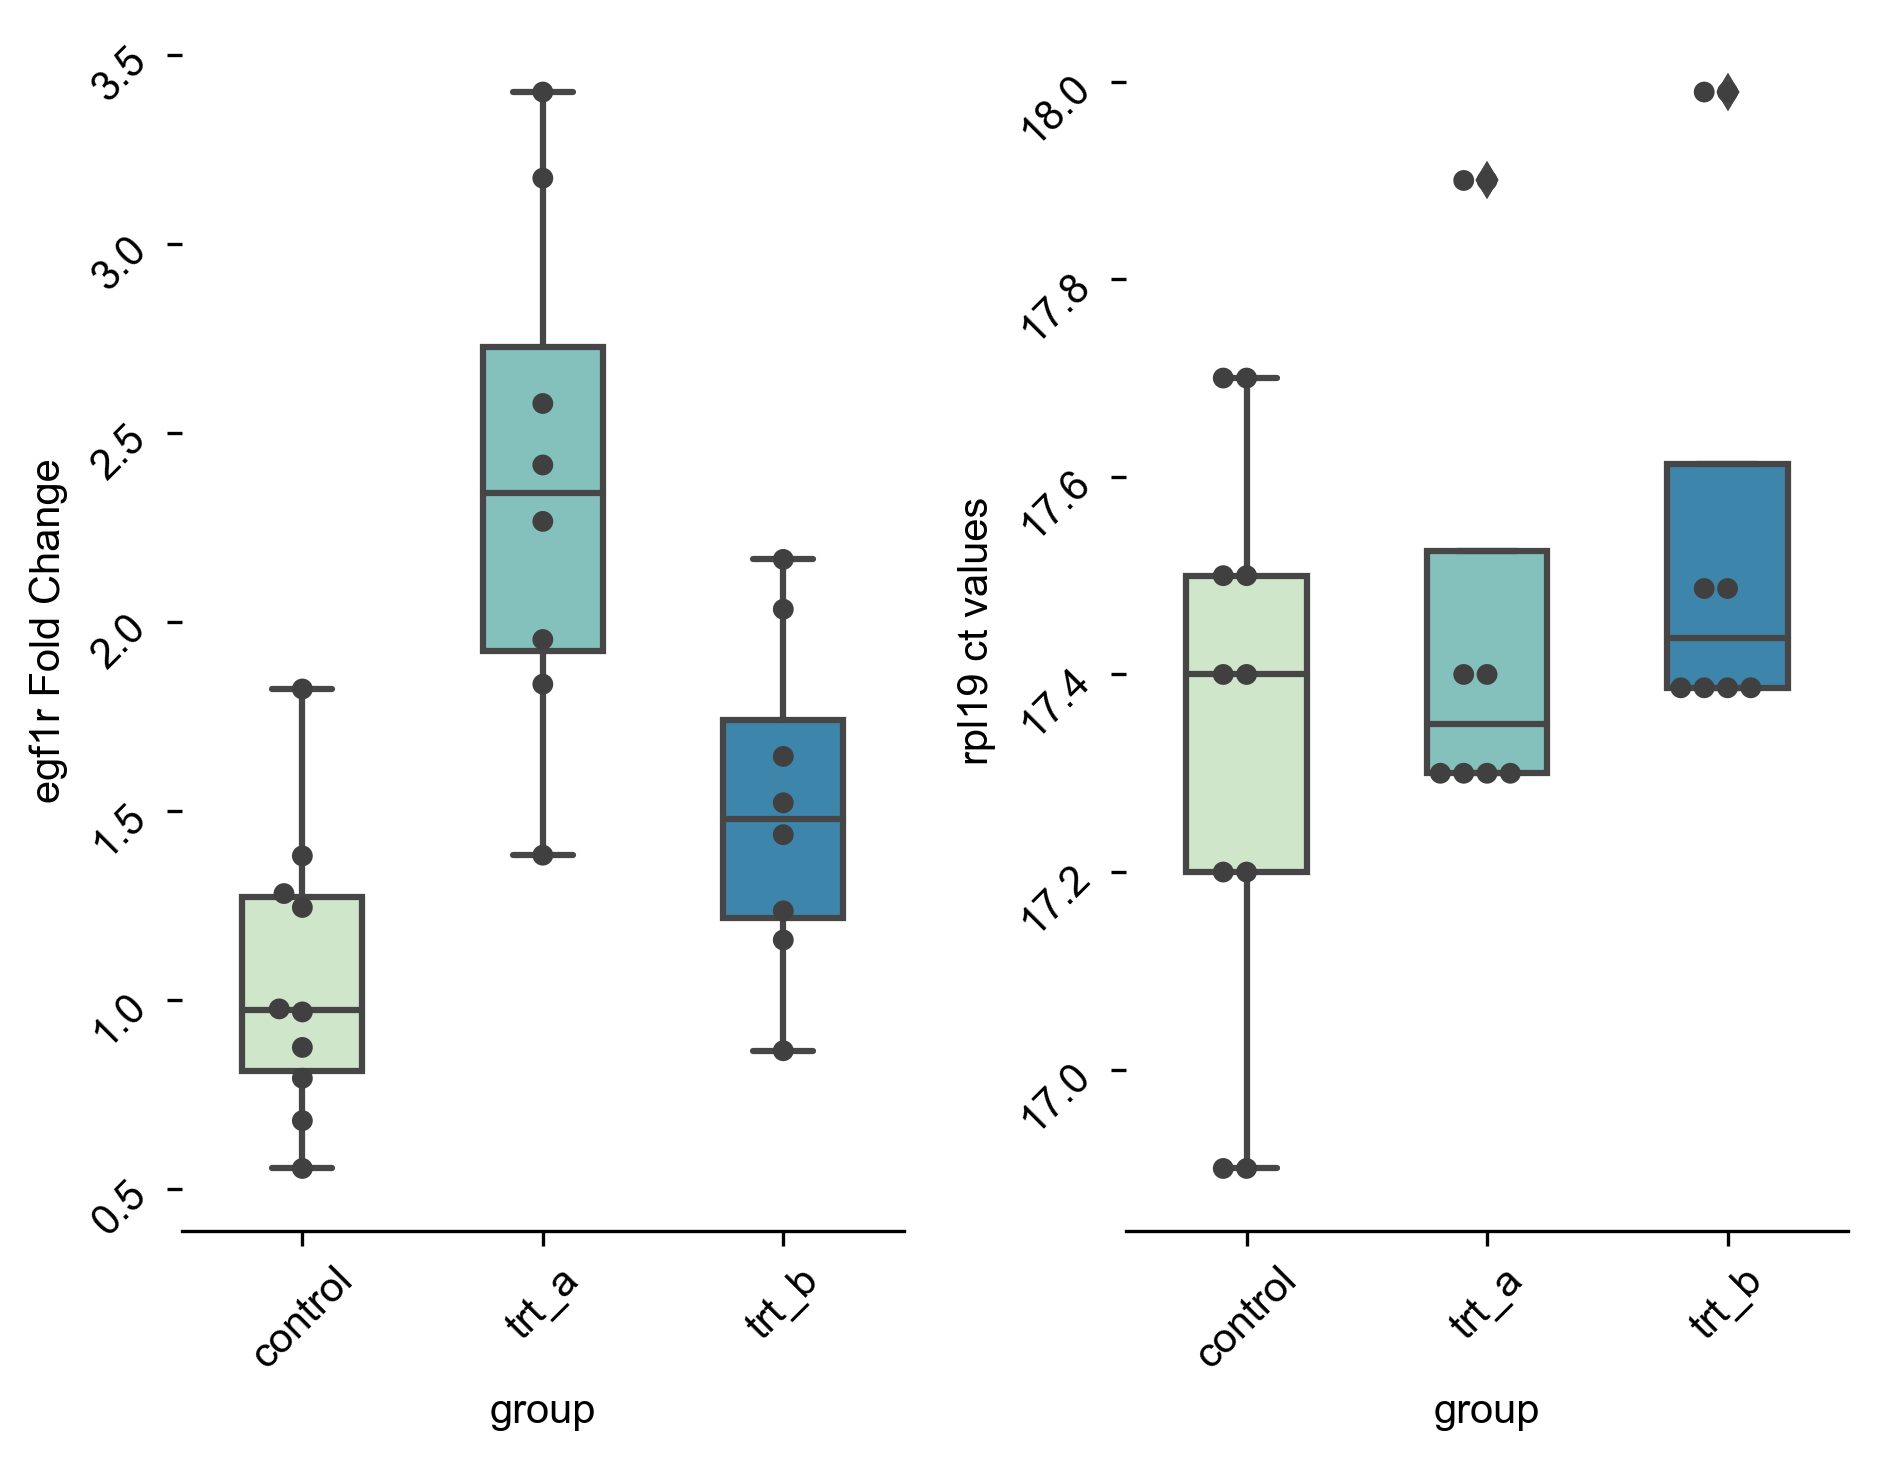 egf1r Fold Change
3.5
3.0
2.5
2.0
1.5
1.0
0.5
control
trt_a
trt_b
group
rpl19 ct values
18.0
17.8
17.6
17.4
17.2
17.0
control
trt_a
trt_b
group